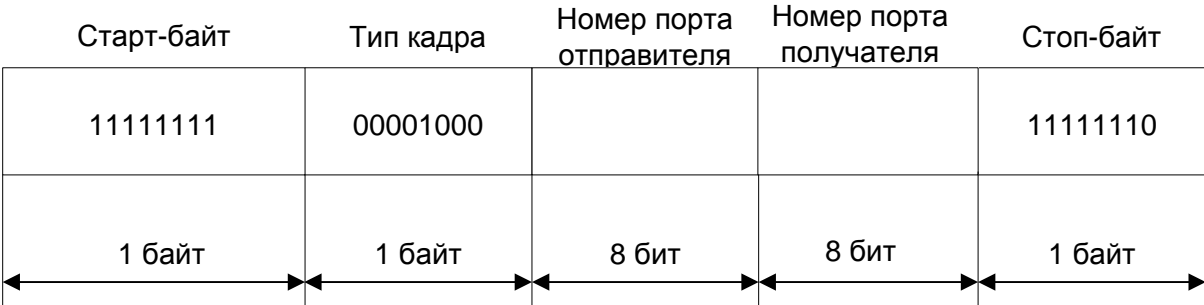 Старт-байт
Тип кадра
Номер порта
отправителя
Номер порта
получателя
Стоп-байт
11111111
00001000
11111110
1 байт
1 байт
8 бит
8 бит
1 байт